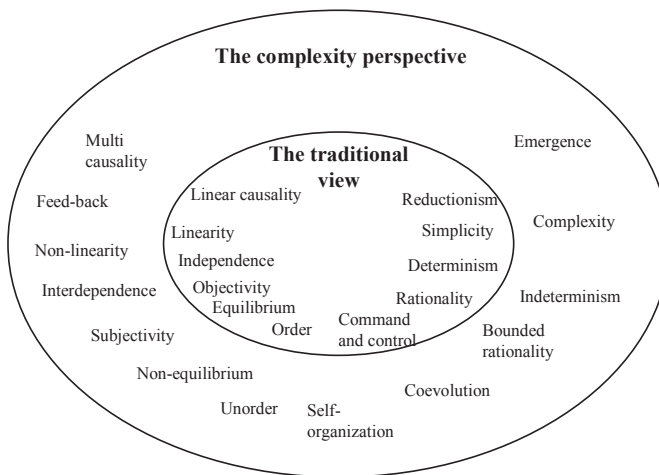 The complexity perspective
Multi
causality
Emergence
The traditional
view
Linear causality
Reductionism
Feed-back
Complexity
Linearity
Simplicity
Non-linearity
Independence
Determinism
Interdependence
Objectivity
Equilibrium
Rationality
Indeterminism
Order
Command
and control
Subjectivity
Bounded
rationality
Non-equilibrium
Coevolution
Unorder
Self-
organization